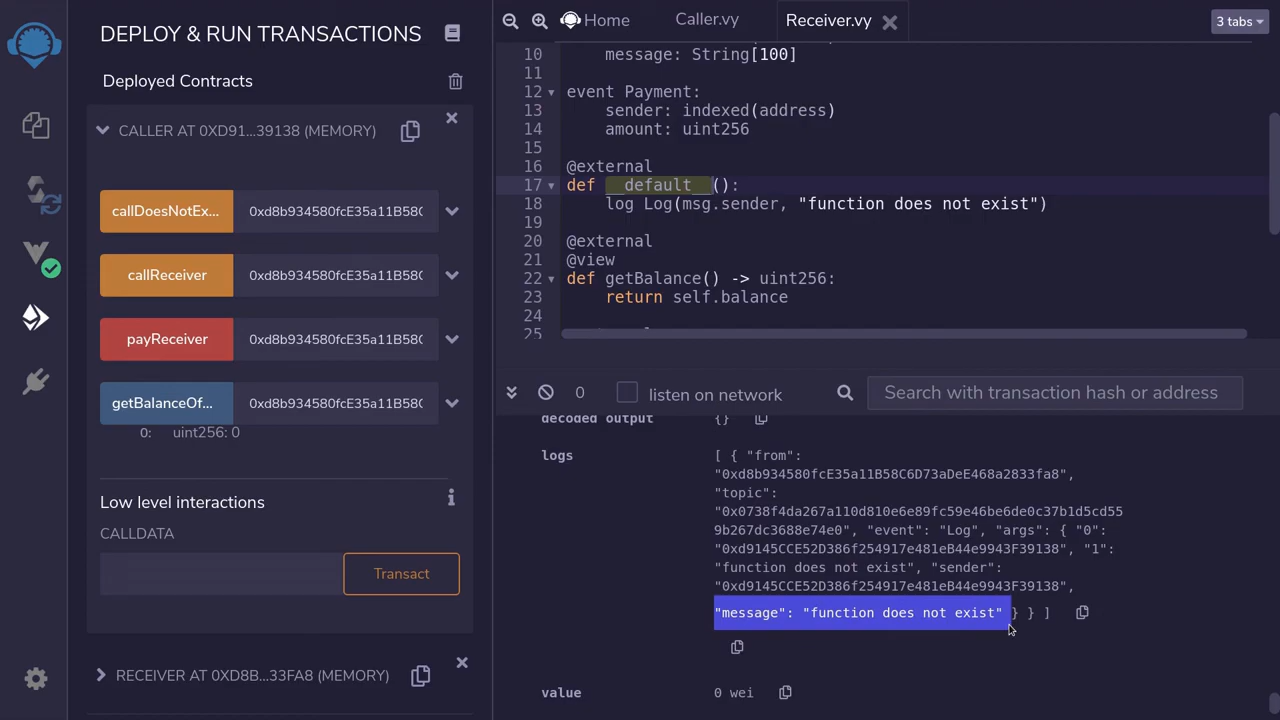 DEPLOY & RUN TRANSACTIONS
Deployed Contracts
CALLER AT 0XD91...39138 (MEMORY)
callDoesNotEx... 0xd8b934580fcE35a11B58C
callReceiver 0xd8b934580fcE35a11B58C
payReceiver 0xd8b934580fcE35a11B58C
getBalanceOf... 0xd8b934580fcE35a11B58C
0: uint256: 0
Low level interactions
CALLDATA
Transact
RECEIVER AT 0XD8B...33FA8 (MEMORY)
Home Caller.vy Receiver.vy 3 tabs
10 message: String[100]
11
12 event Payment:
13 sender: indexed(address)
14 amount: uint256
15
16 @external
17 def __default__():
18 log Log(msg.sender, "function does not exist")
19
20 @external
21 @view
22 def getBalance() -> uint256:
23 return self.balance
24
25
0 listen on network Search with transaction hash or address
decoded output {}
logs [ { "from":
"0xd8b934580fcE35a11B58C6D73aDeE468a2833fa8",
"topic":
"0x0738f4da267a110d810e6e89fc59e46be6de0c37b1d5cd55
9b267dc3688e74e0", "event": "Log", "args": { "0":
"0xd9145CCE52D386f254917e481eB44e9943F39138", "1":
"function does not exist", "sender":
"0xd9145CCE52D386f254917e481eB44e9943F39138",
"message": "function does not exist" } } ]
value 0 wei